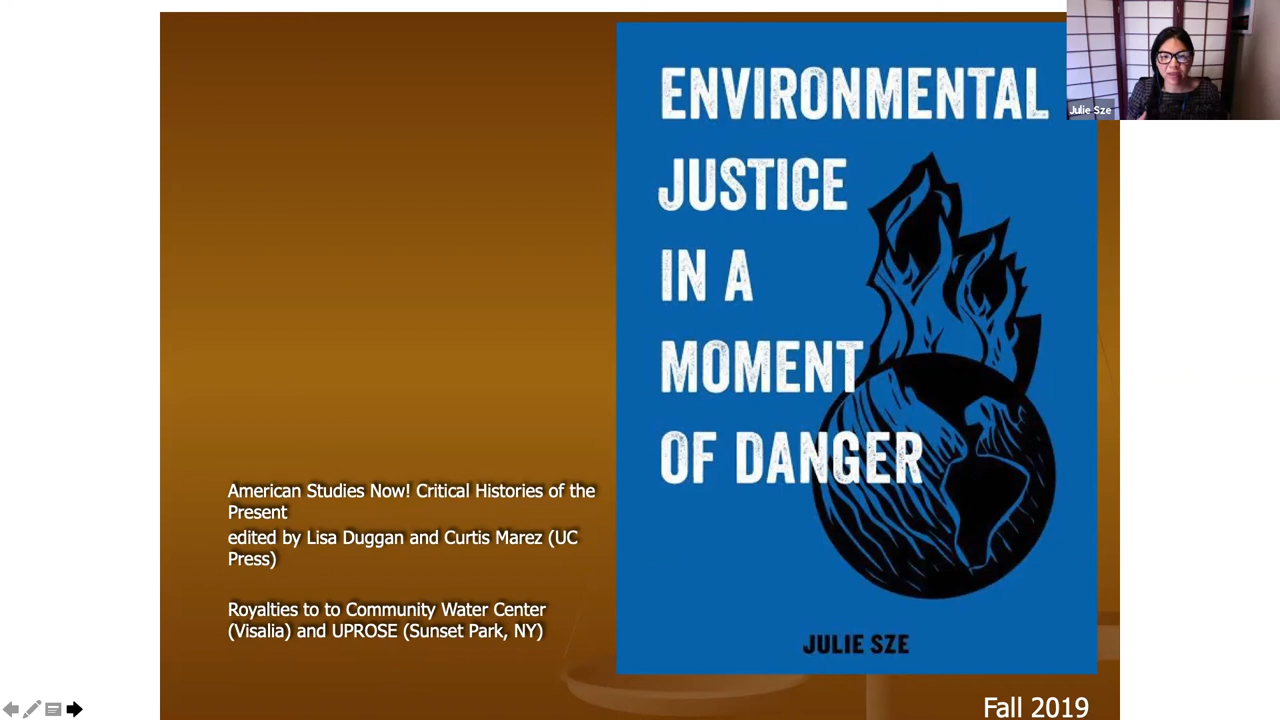 ENVIRONMENTAL
JUSTICE
IN A
MOMENT
OF DANGER
JULIE SZE
Julie Sze
American Studies Now! Critical Histories of the
Present
edited by Lisa Duggan and Curtis Marez (UC
Press)
Royalties to to Community Water Center
(Visalia) and UPROSE (Sunset Park, NY)
Fall 2019